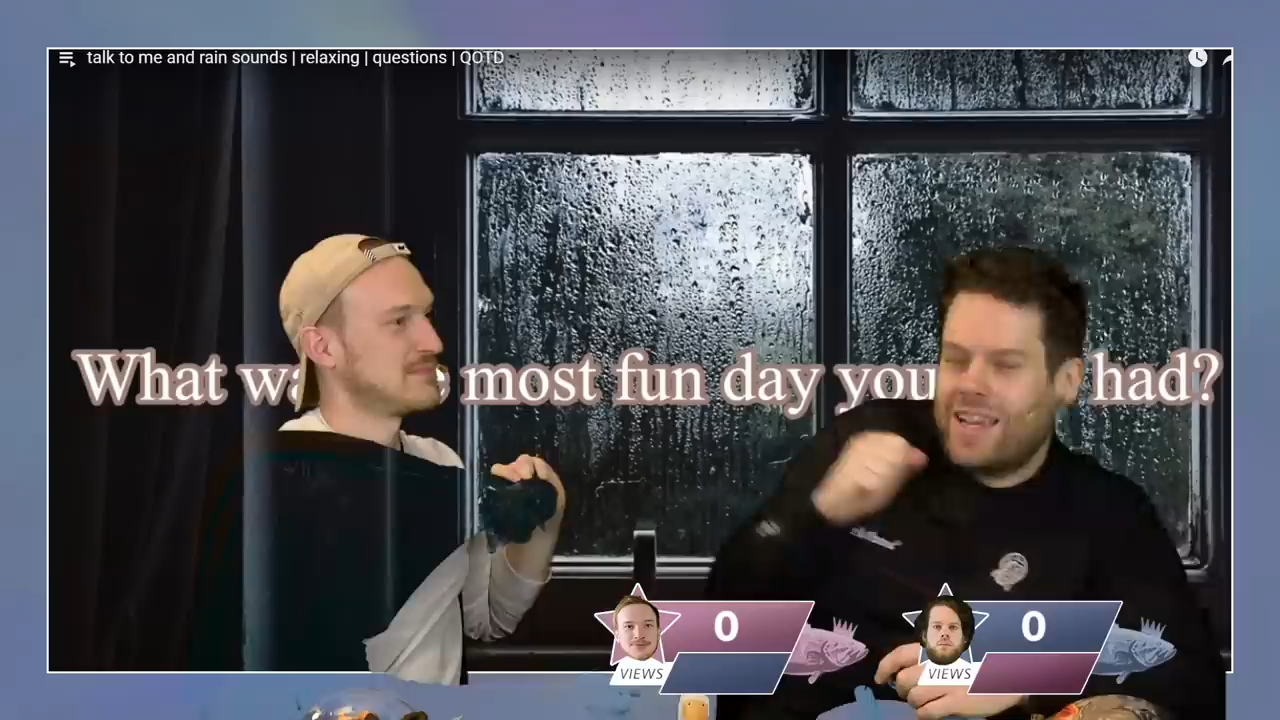 talk to me and rain sounds | relaxing | questions | QOTD
What wa most fun day you had?
0
VIEWS
0
VIEWS